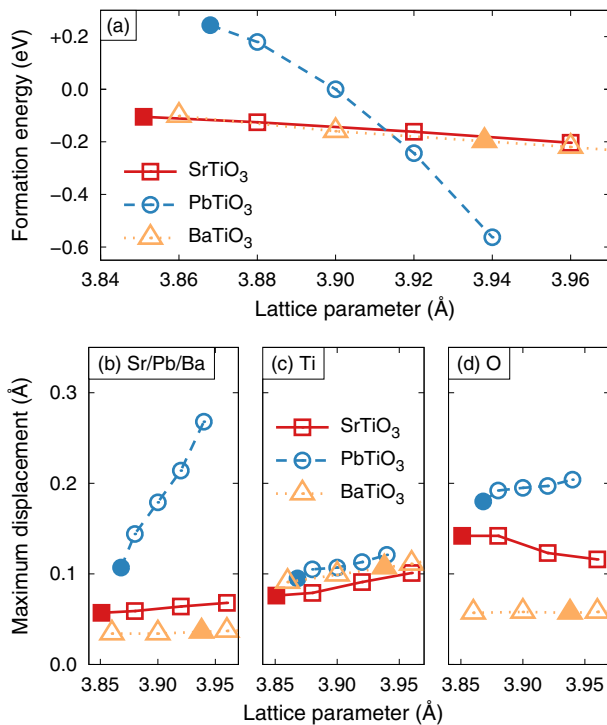 (a)
Formation energy (eV)
+0.2
0.0
−0.2
−0.4
−0.6
SrTiO₃
PbTiO₃
BaTiO₃
3.84 3.86 3.88 3.90 3.92 3.94 3.96
Lattice parameter (Å)
(b) Sr/Pb/Ba
(c) Ti
(d) O
Maximum displacement (Å)
0.3
0.2
0.1
0.0
SrTiO₃
PbTiO₃
BaTiO₃
3.85 3.90 3.95 3.85 3.90 3.95 3.85 3.90 3.95
Lattice parameter (Å)